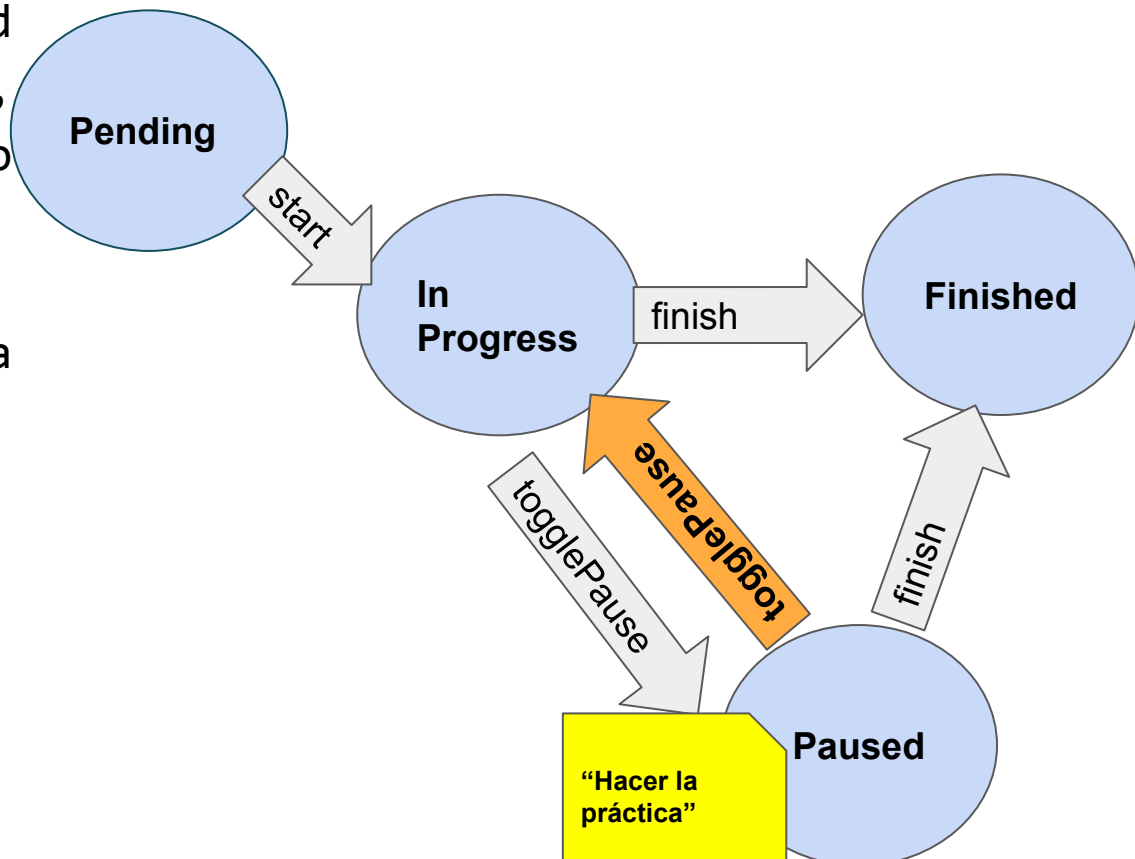 d
,
o
a
Pending
start
In
Progress
finish
Finished
togglePause
togglePause
finish
Paused
“Hacer la
práctica”